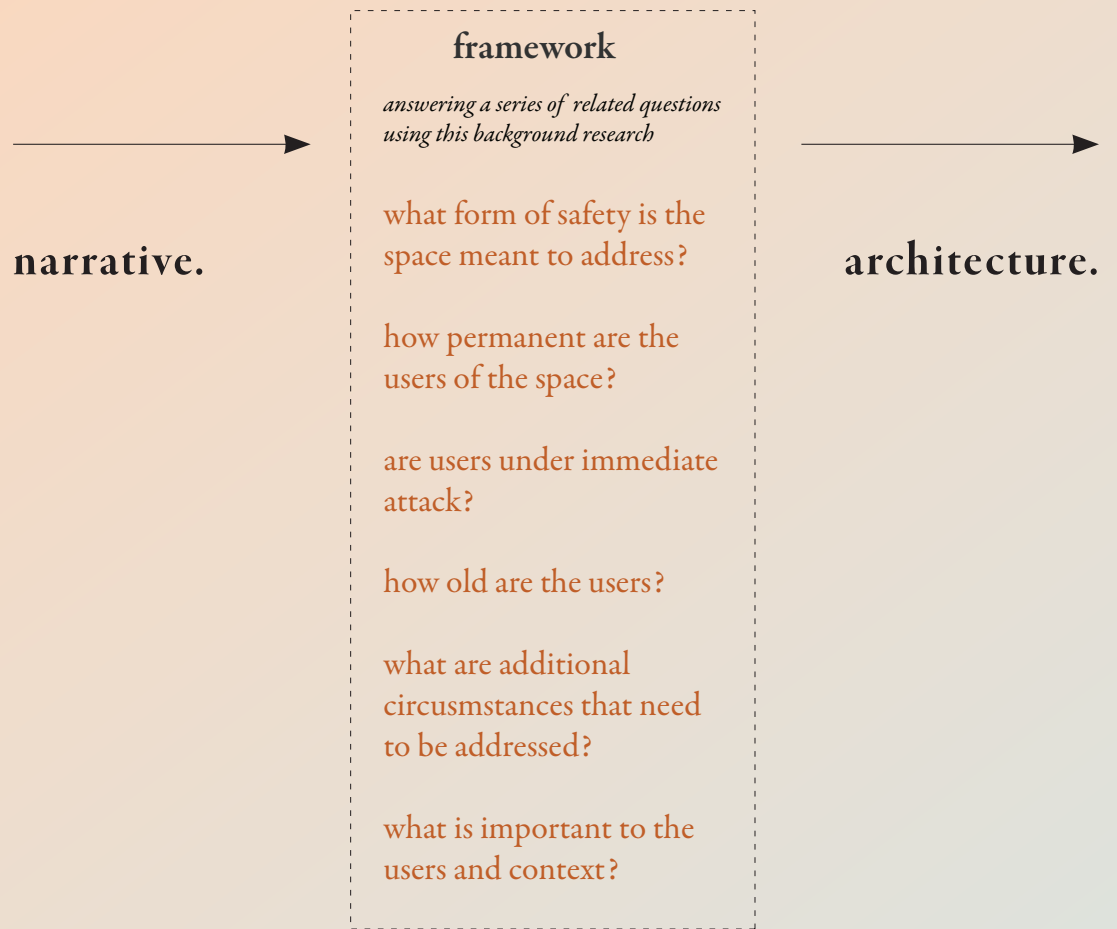 framework
answering a series of related questions
using this background research
narrative.
what form of safety is the
space meant to address?
how permanent are the
users of the space?
are users under immediate
attack?
how old are the users?
what are additional
circusmstances that need
to be addressed?
what is important to the
users and context?
architecture.